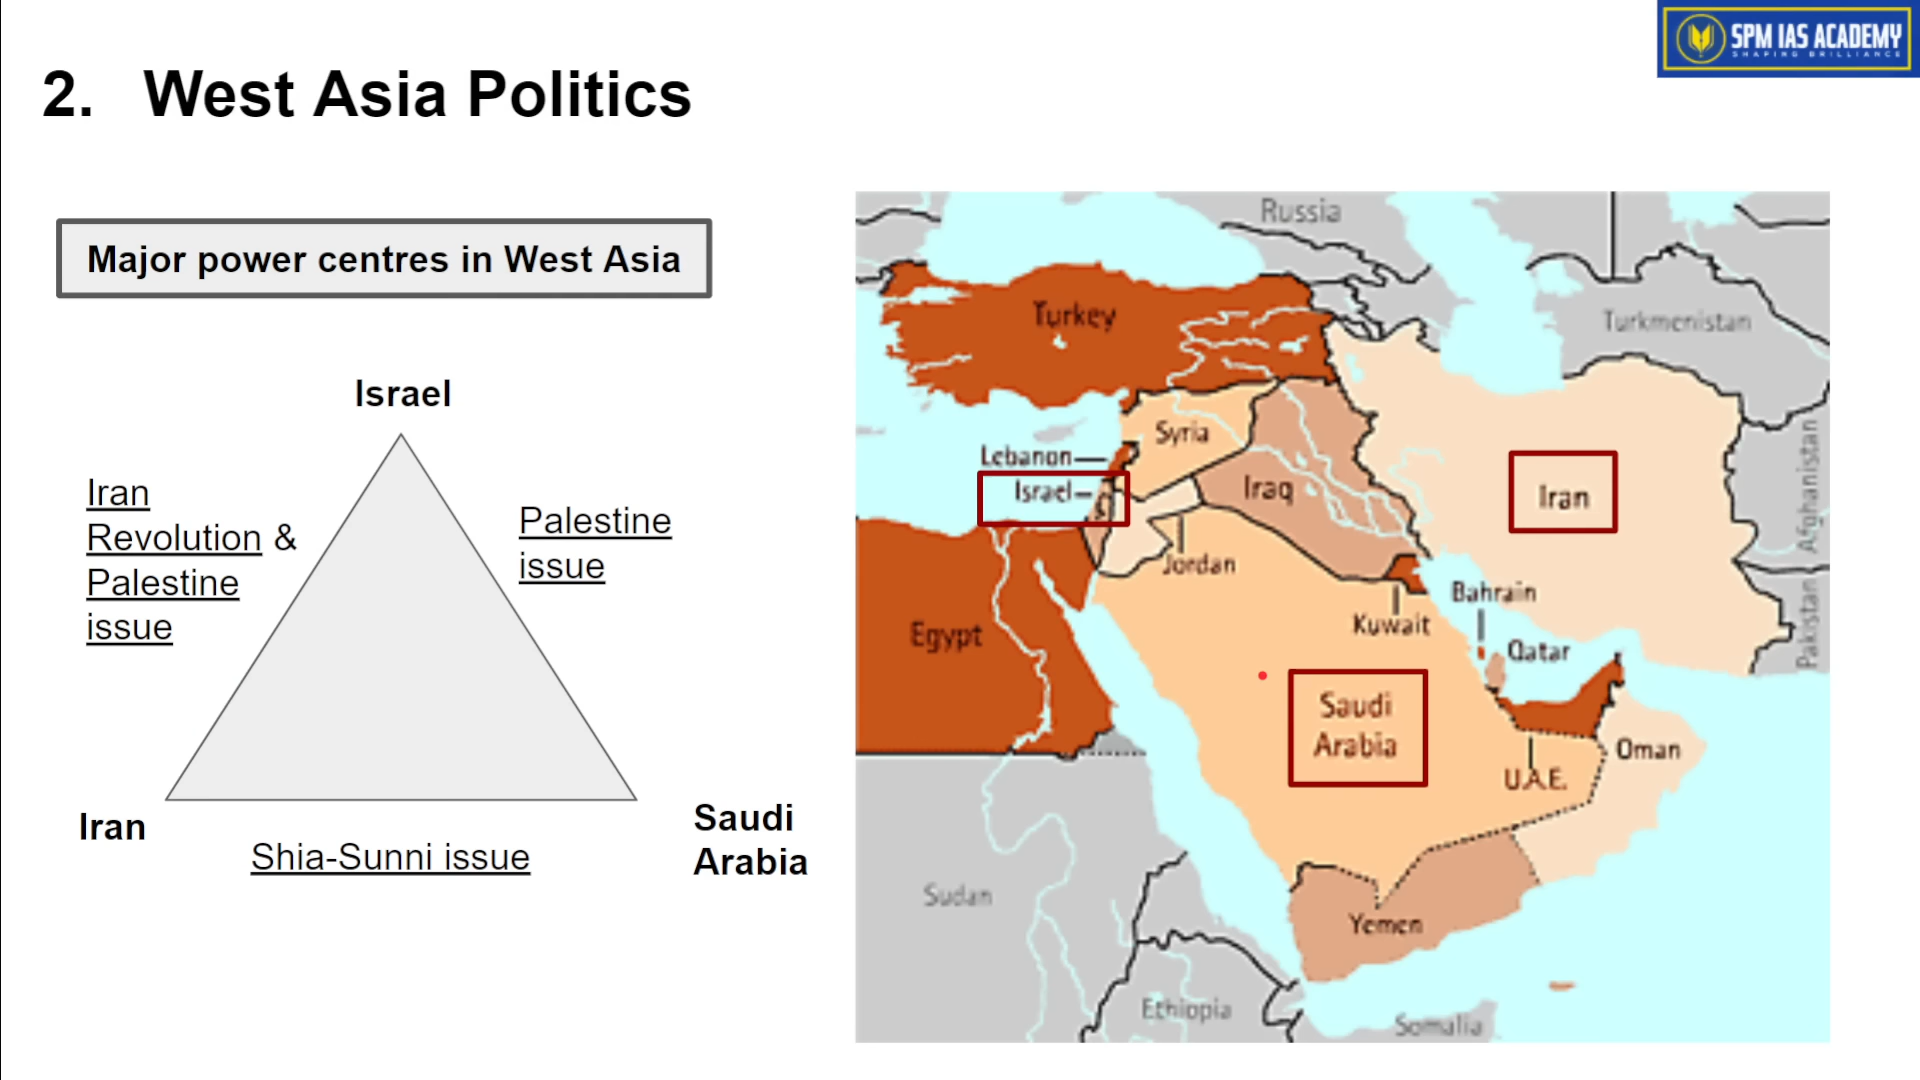 SPM IAS ACADEMY
SHAPING BRILLIANCE
2. West Asia Politics
Major power centres in West Asia
Israel
Iran
Revolution &
Palestine
issue
Palestine
issue
Iran
Saudi
Arabia
Shia-Sunni issue
Russia
Turkey
Turkmenistan
Syria
Lebanon
Israel
Iraq
Iran
Afghanistan
Jordan
Bahrain
Kuwait
Pakistan
Egypt
Qatar
Saudi
Arabia
Oman
U.A.E.
Sudan
Yemen
Ethiopia
Somalia